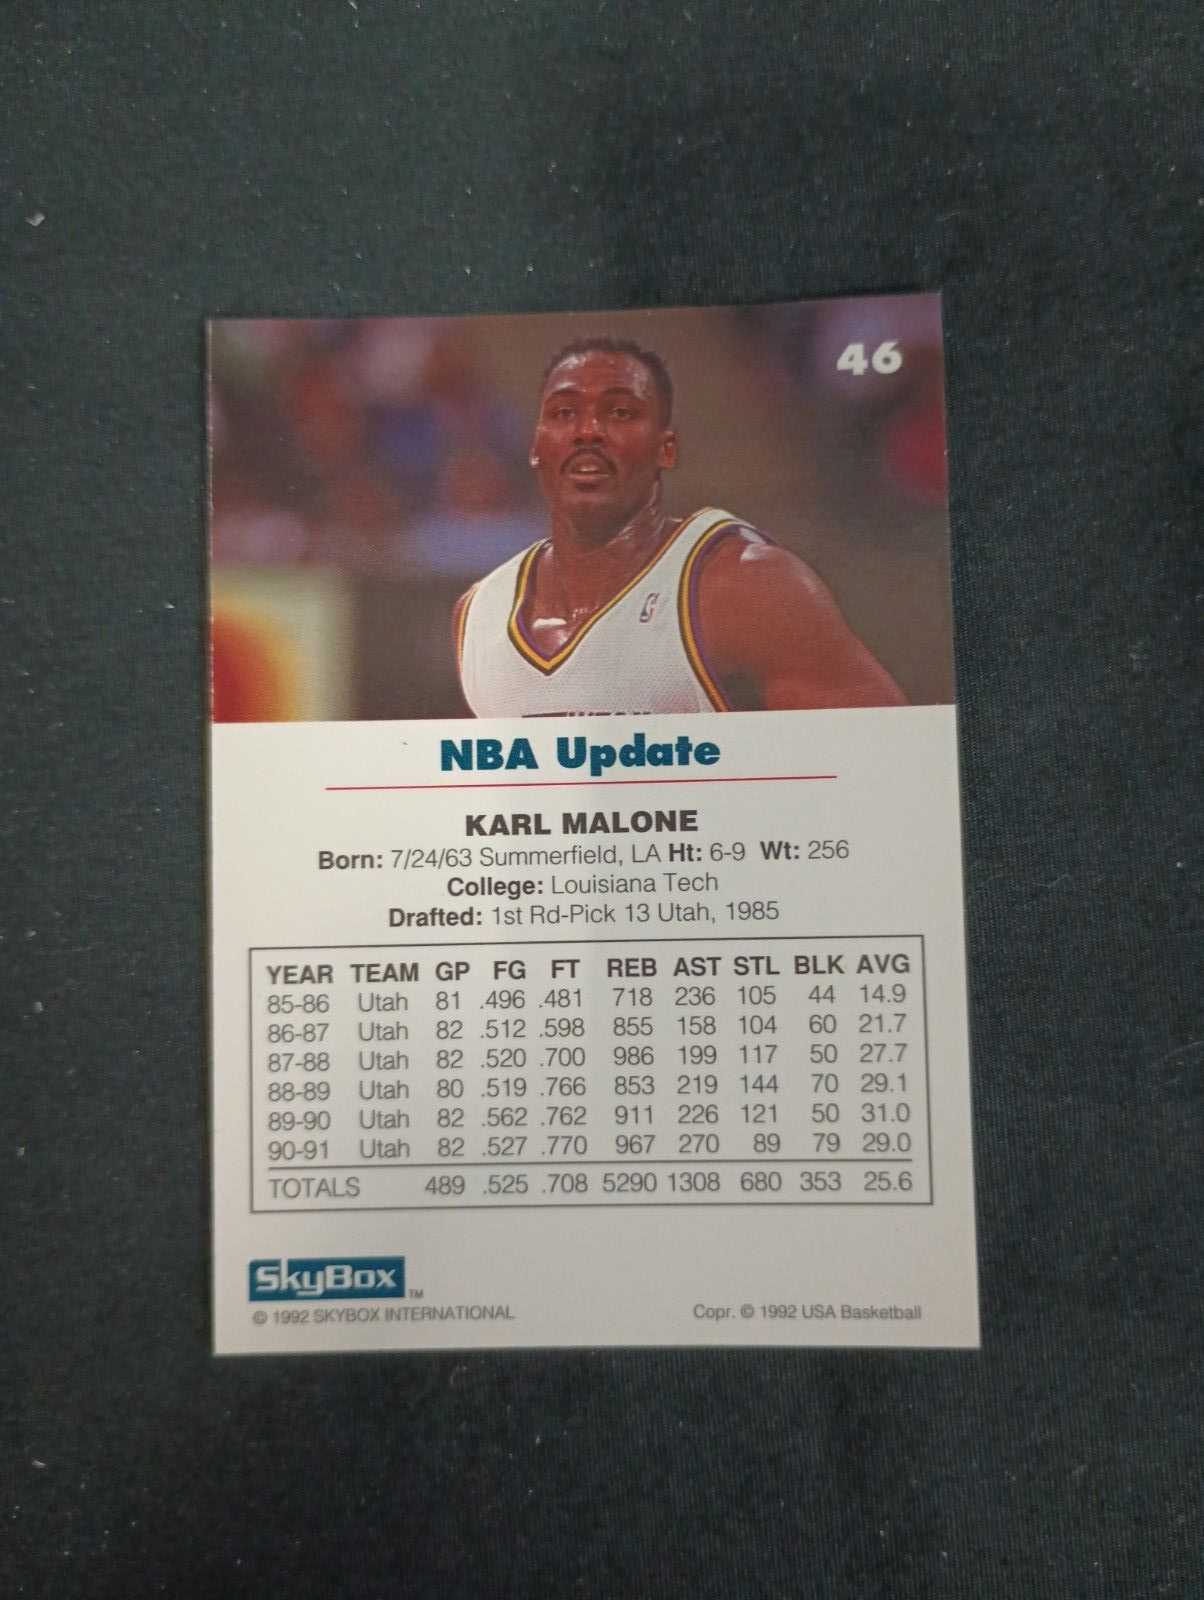 46
NBA Update
KARL MALONE
Born: 7/24/63 Summerfield, LA Ht: 6-9 Wt: 256
College: Louisiana Tech
Drafted: 1st Rd-Pick 13 Utah, 1985
YEAR TEAM GP FG FT REB AST STL BLK AVG
85-86 Utah 81 .496 .481 718 236 105 44 14.9
86-87 Utah 82 .512 .598 855 158 104 60 21.7
87-88 Utah 82 .520 .700 986 199 117 50 27.7
88-89 Utah 80 .519 .766 853 219 144 70 29.1
89-90 Utah 82 .562 .762 911 226 121 50 31.0
90-91 Utah 82 .527 .770 967 270 89 79 29.0
TOTALS 489 .525 .708 5290 1308 680 353 25.6
SkyBox TM
© 1992 SKYBOX INTERNATIONAL Copr. © 1992 USA Basketball